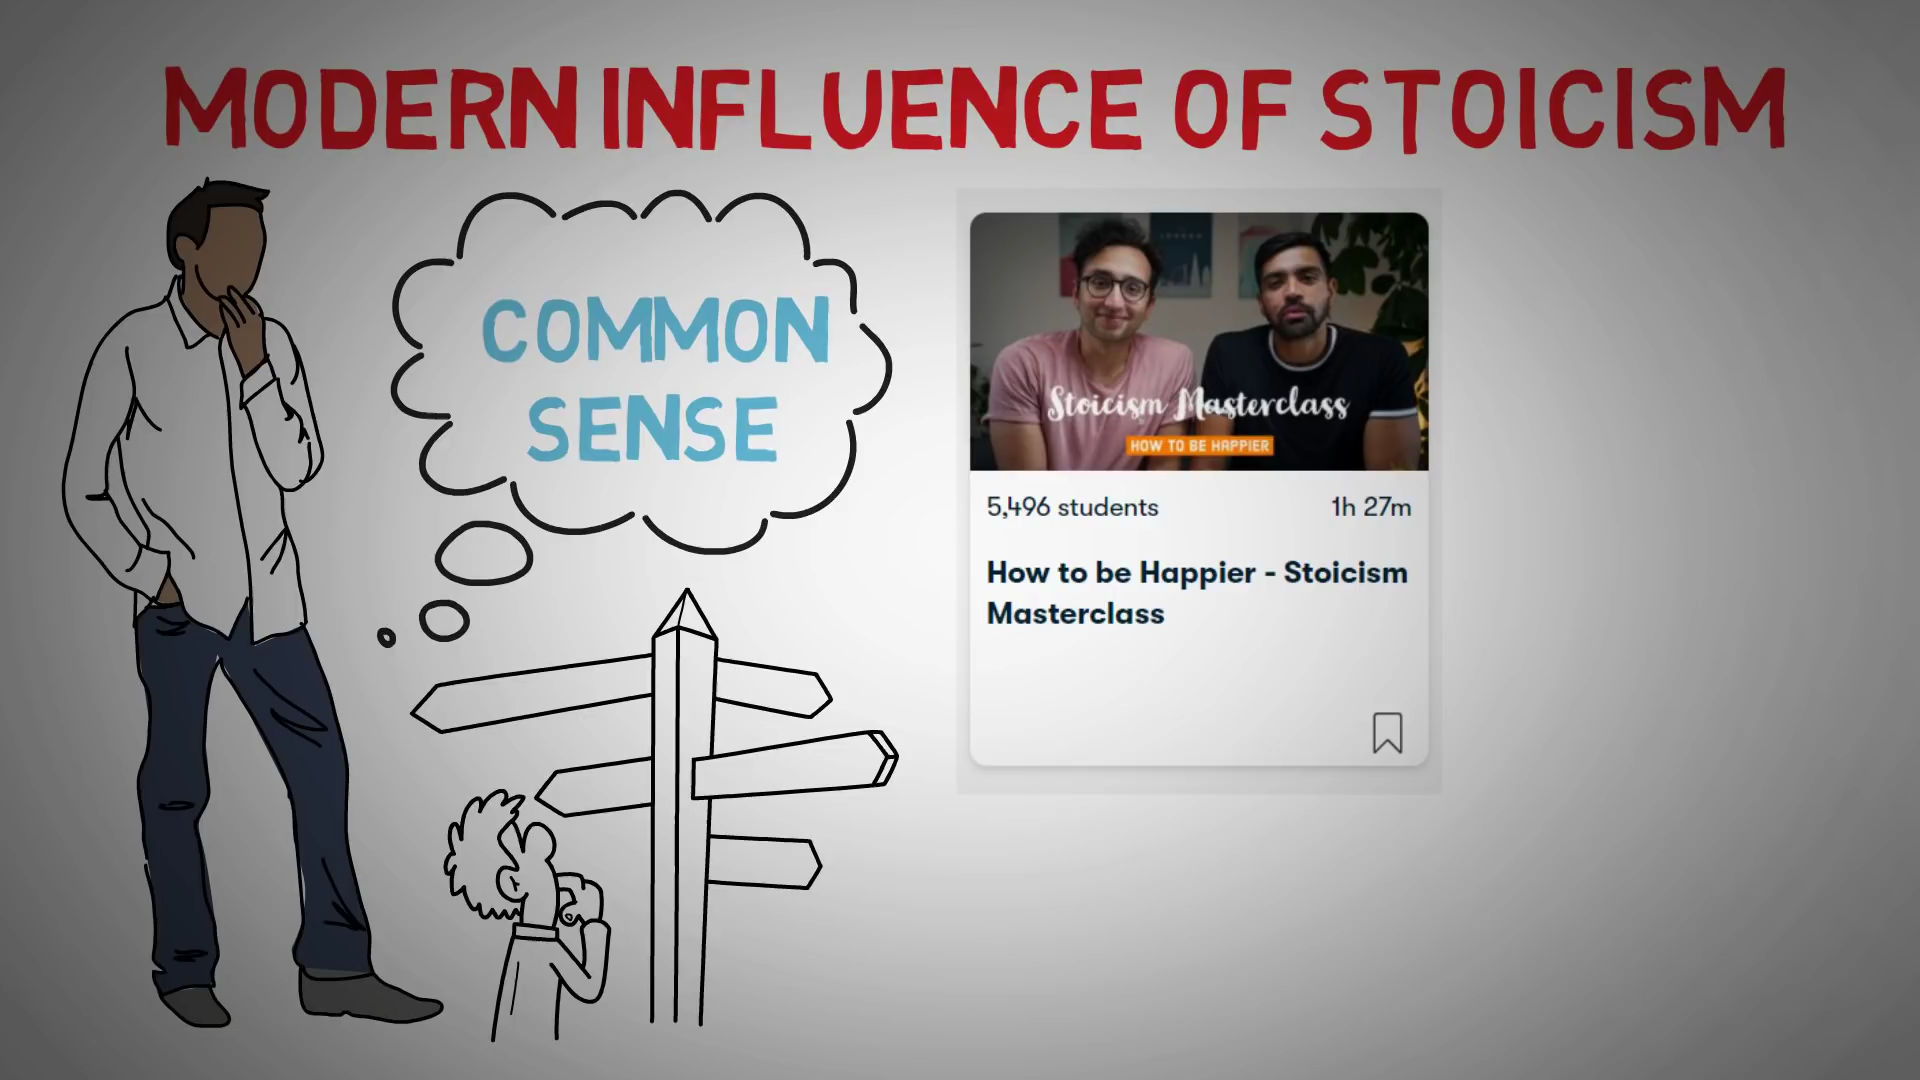 MODERN INFLUENCE OF STOICISM
COMMON
SENSE
LONDON
Stoicism Masterclass
HOW TO BE HAPPIER
5,496 students
1h 27m
How to be Happier - Stoicism
Masterclass